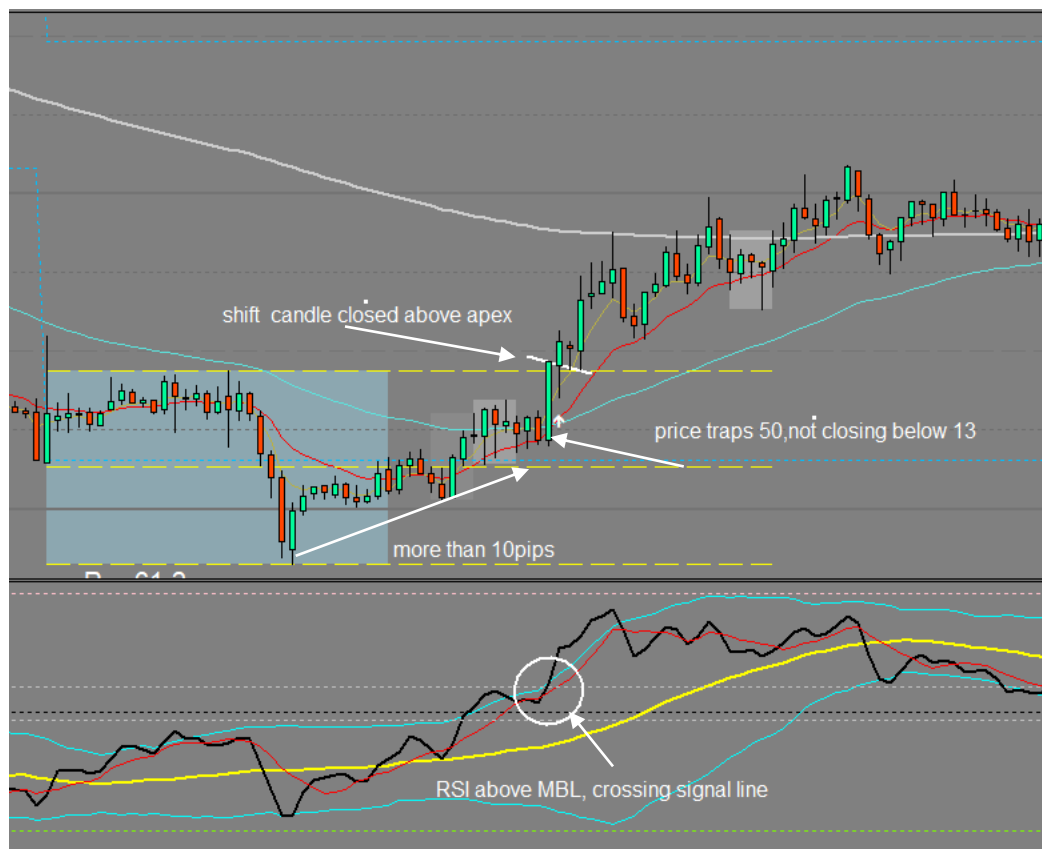 shift candle closed above apex
price traps 50,not closing below 13
more than 10pips
RSI above MBL, crossing signal line